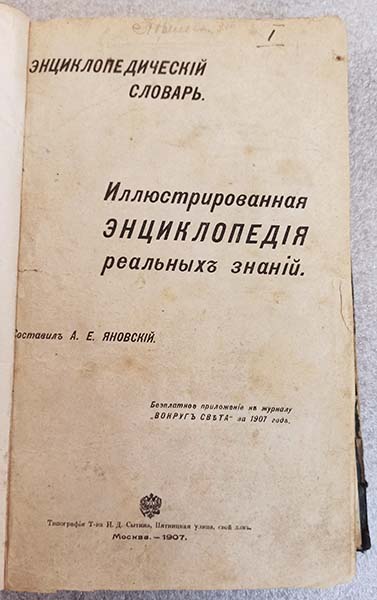 I
ЭНЦИКЛОПЕДИЧЕСКІЙ
СЛОВАРЬ.
Иллюстрированная
ЭНЦИКЛОПЕДІЯ
реальныхъ знаній.
Составилъ А. Е. ЯНОВСКІЙ.
Безплатное приложеніе къ журналу
„ВОКРУГЪ СВѢТА“ за 1907 годъ.
Типографія Т-ва И. Д. Сытина, Пятницкая улица, свой домъ.
Москва.—1907.